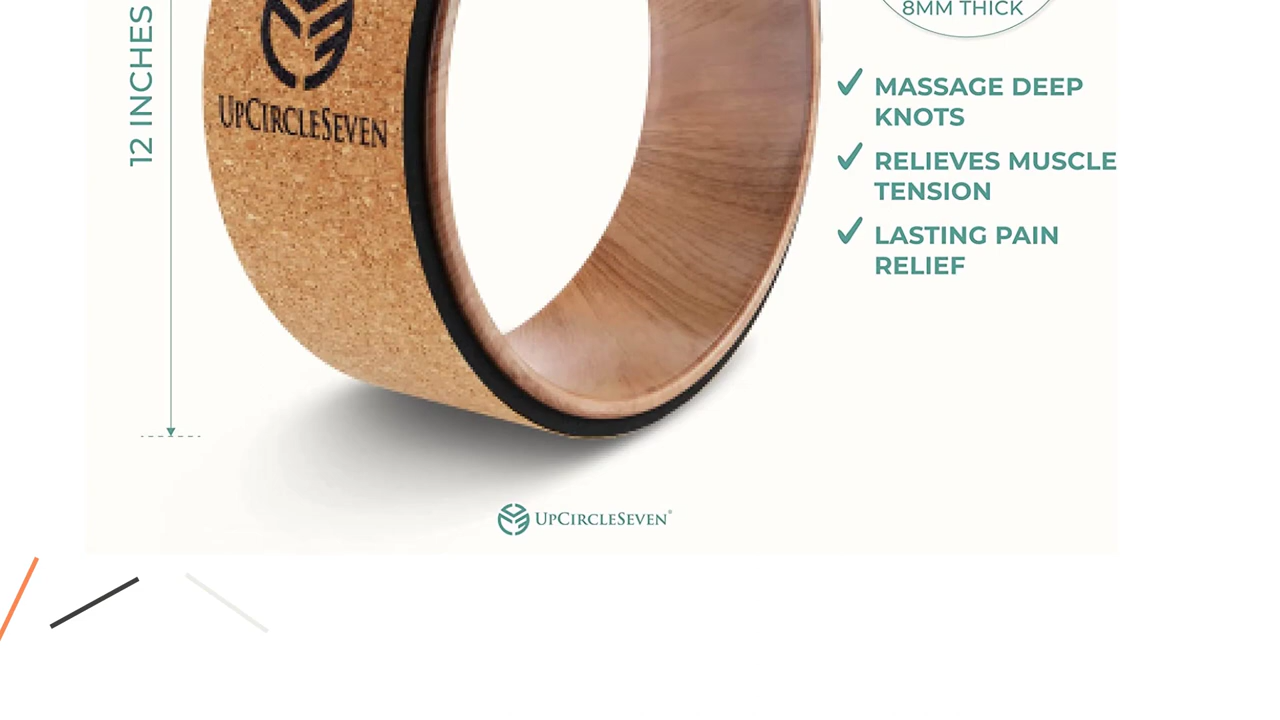 8MM THICK
12 INCHES
UPCIRCLESEVEN
MASSAGE DEEP
KNOTS
RELIEVES MUSCLE
TENSION
LASTING PAIN
RELIEF
UPCIRCLESEVEN®